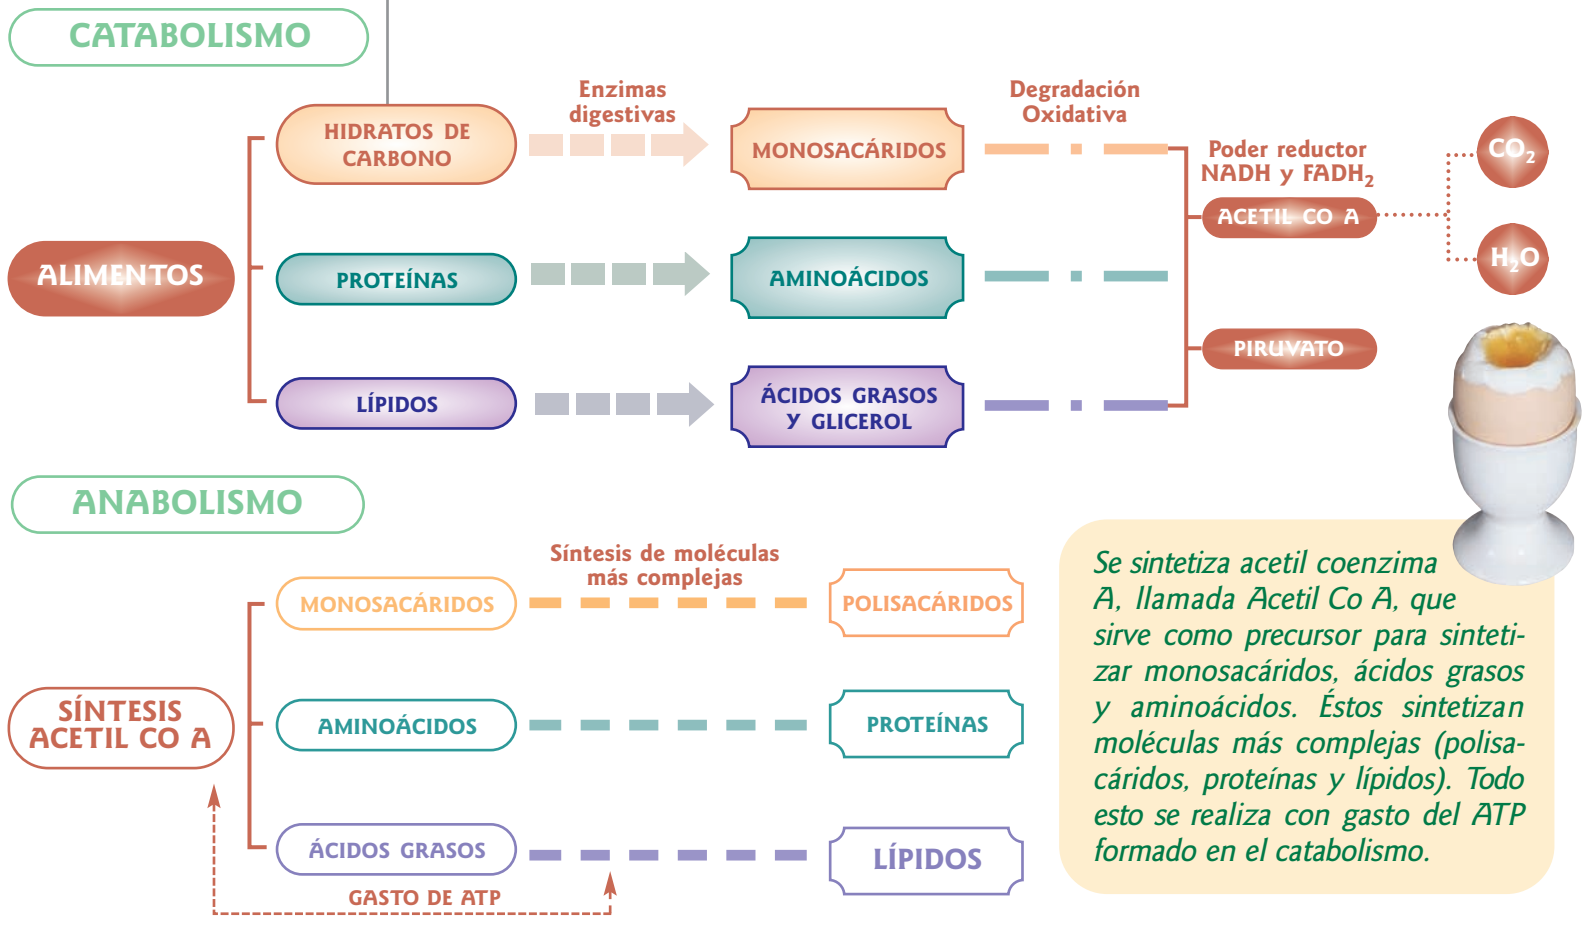 CATABOLISMO
Enzimas
digestivas
Degradación
Oxidativa
HIDRATOS DE
CARBONO
MONOSACÁRIDOS
Poder reductor
NADH y FADH₂
CO₂
ACETIL CO A
ALIMENTOS
PROTEÍNAS
AMINOÁCIDOS
H₂O
PIRUVATO
LÍPIDOS
ÁCIDOS GRASOS
Y GLICEROL
ANABOLISMO
Síntesis de moléculas
más complejas
MONOSACÁRIDOS
POLISACÁRIDOS
SÍNTESIS
ACETIL CO A
AMINOÁCIDOS
PROTEÍNAS
ÁCIDOS GRASOS
LÍPIDOS
GASTO DE ATP
Se sintetiza acetil coenzima
A, llamada Acetil Co A, que
sirve como precursor para sinteti-
zar monosacáridos, ácidos grasos
y aminoácidos. Éstos sintetizan
moléculas más complejas (polisa-
cáridos, proteínas y lípidos). Todo
esto se realiza con gasto del ATP
formado en el catabolismo.